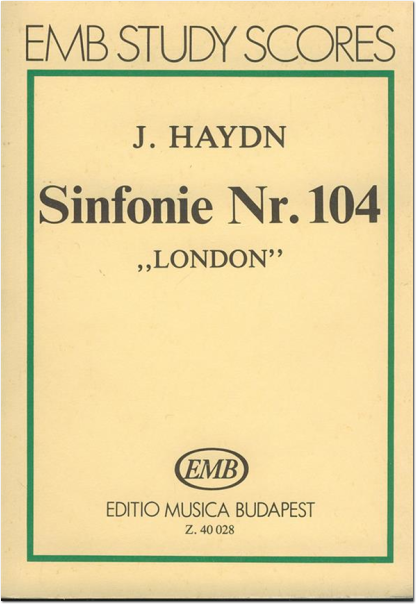 EMB STUDY SCORES
J. HAYDN
Sinfonie Nr. 104
„LONDON”
EMB
EDITIO MUSICA BUDAPEST
Z. 40 028